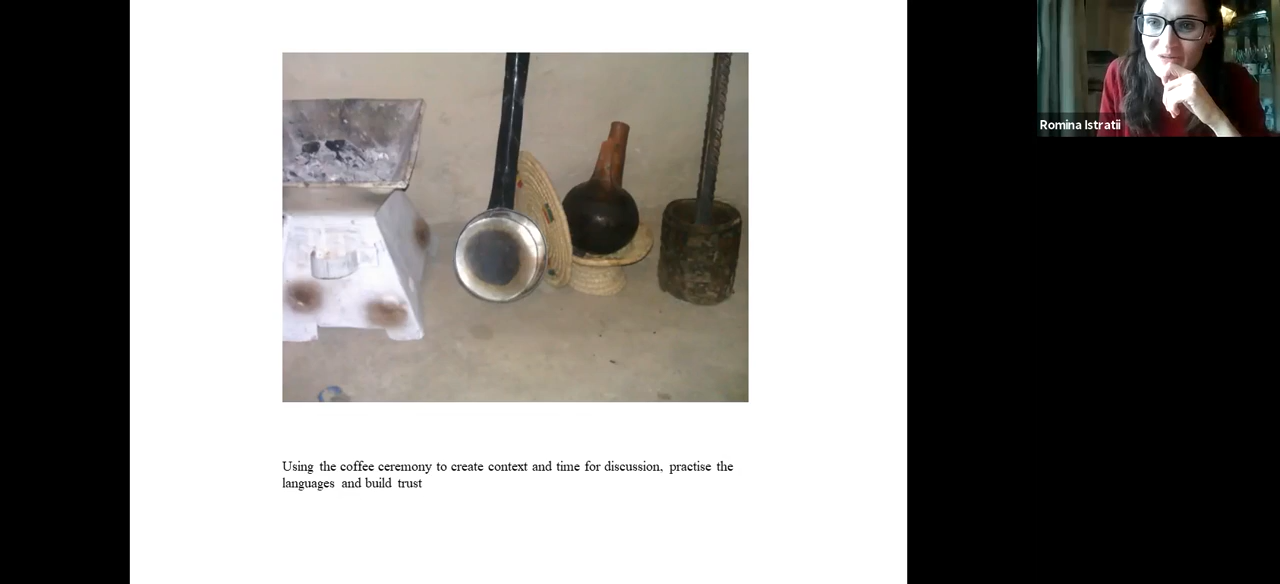 Romina Istratii
Using the coffee ceremony to create context and time for discussion, practise the
languages and build trust